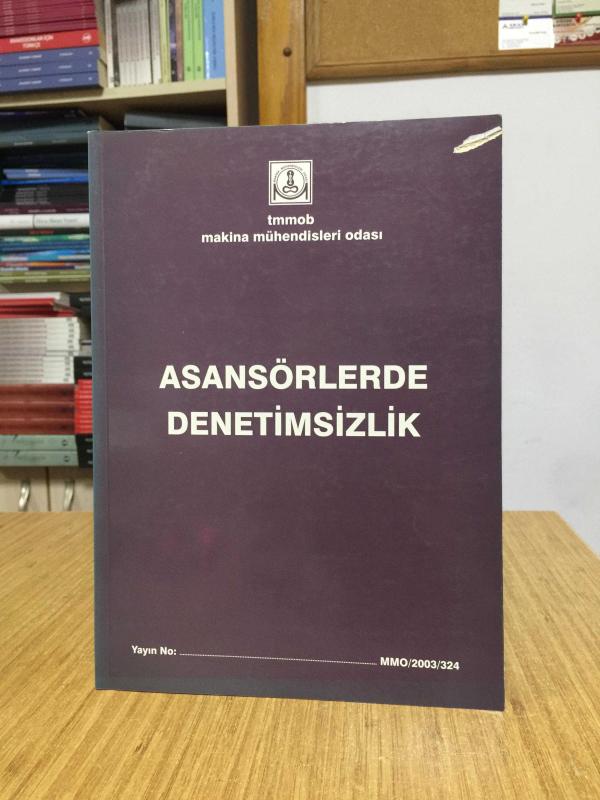 tmmob
makina mühendisleri odası
ASANSÖRLERDE
DENETİMSİZLİK
Yayın No: ........................................................ MMO/2003/324